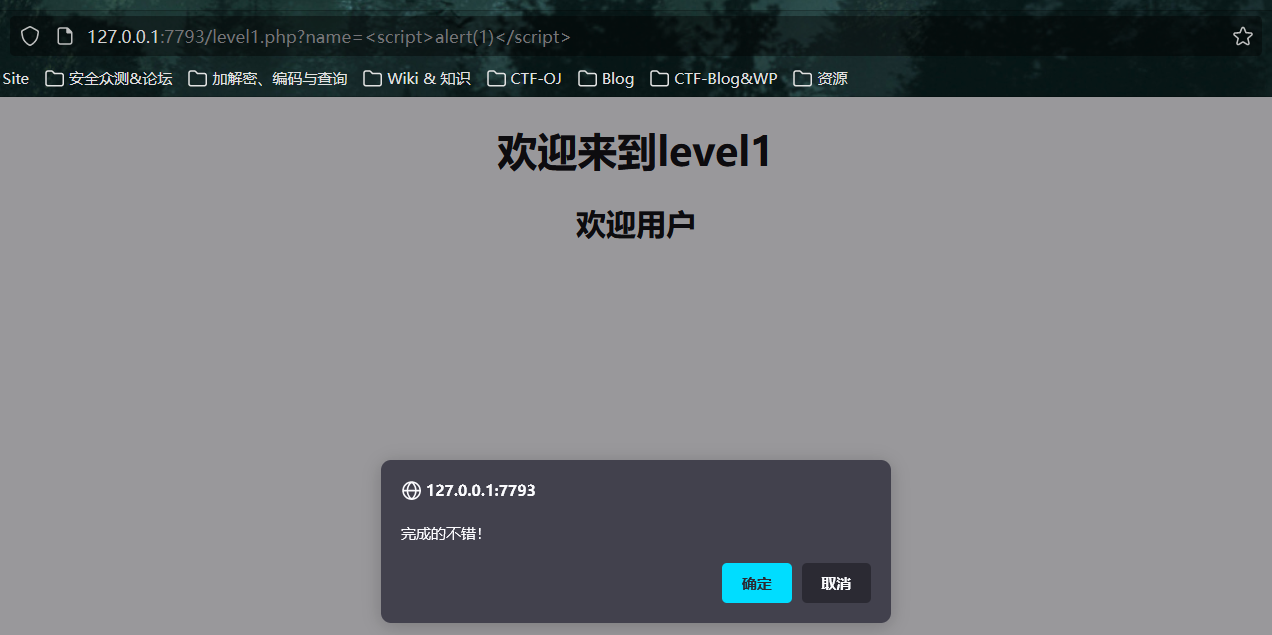 127.0.0.1:7793/level1.php?name=<script>alert(1)</script>
Site 安全众测&论坛 加解密、编码与查询 Wiki & 知识 CTF-OJ Blog CTF-Blog&WP 资源
欢迎来到level1
欢迎用户
127.0.0.1:7793
完成的不错！
确定 取消